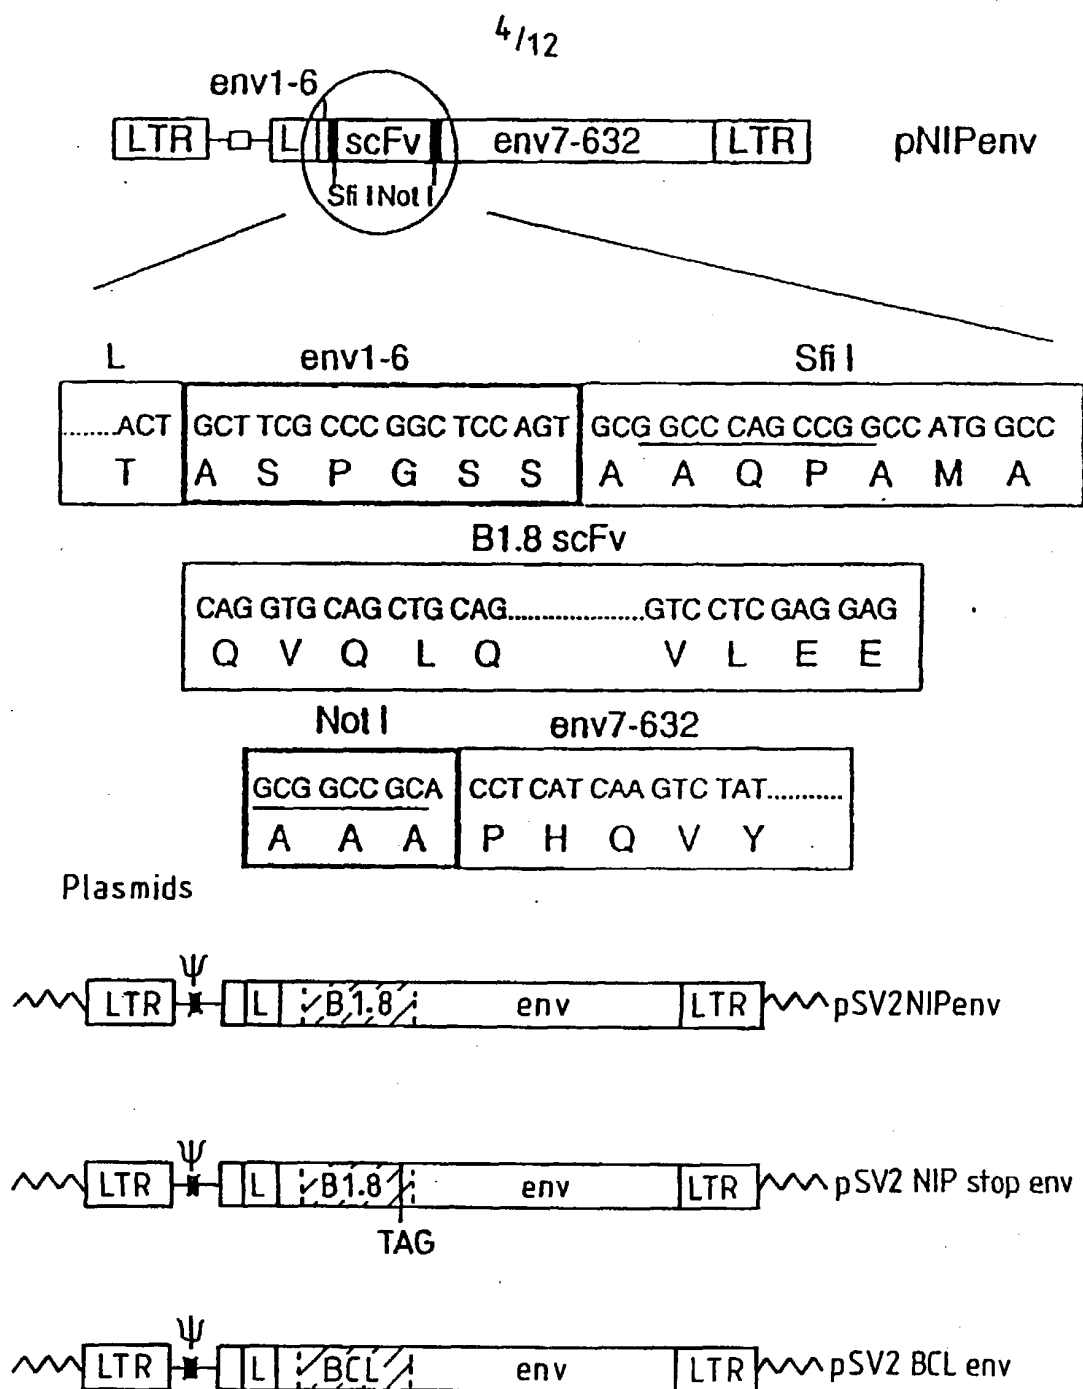 4/12
env1-6
LTR L scFv env7-632 LTR pNIPenv
Sfi I Not I
L env1-6 Sfi I
........ACT GCT TCG CCC GGC TCC AGT GCG GCC CAG CCG GCC ATG GCC
T A S P G S S A A Q P A M A
B1.8 scFv
CAG GTG CAG CTG CAG....................GTC CTC GAG GAG
Q V Q L Q V L E E
Not I env7-632
GCG GCC GCA CCT CAT CAA GTC TAT...........
A A A P H Q V Y
Plasmids
Ψ
LTR L B1.8 env LTR pSV2NIPenv
Ψ
LTR L B1.8 env LTR pSV2 NIP stop env
TAG
Ψ
LTR L BCL env LTR pSV2 BCL env